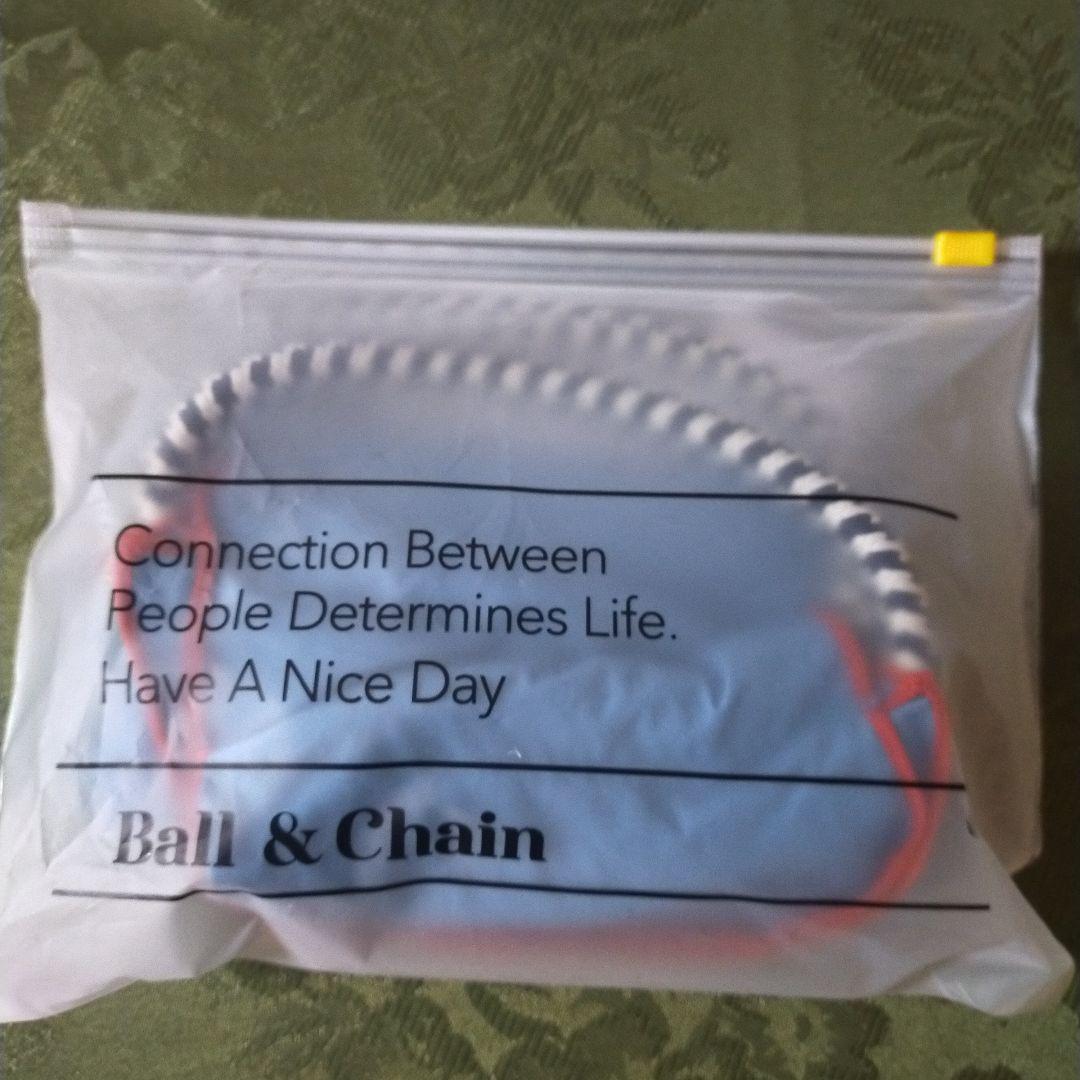 Connection Between
People Determines Life.
Have A Nice Day
Ball & Chain